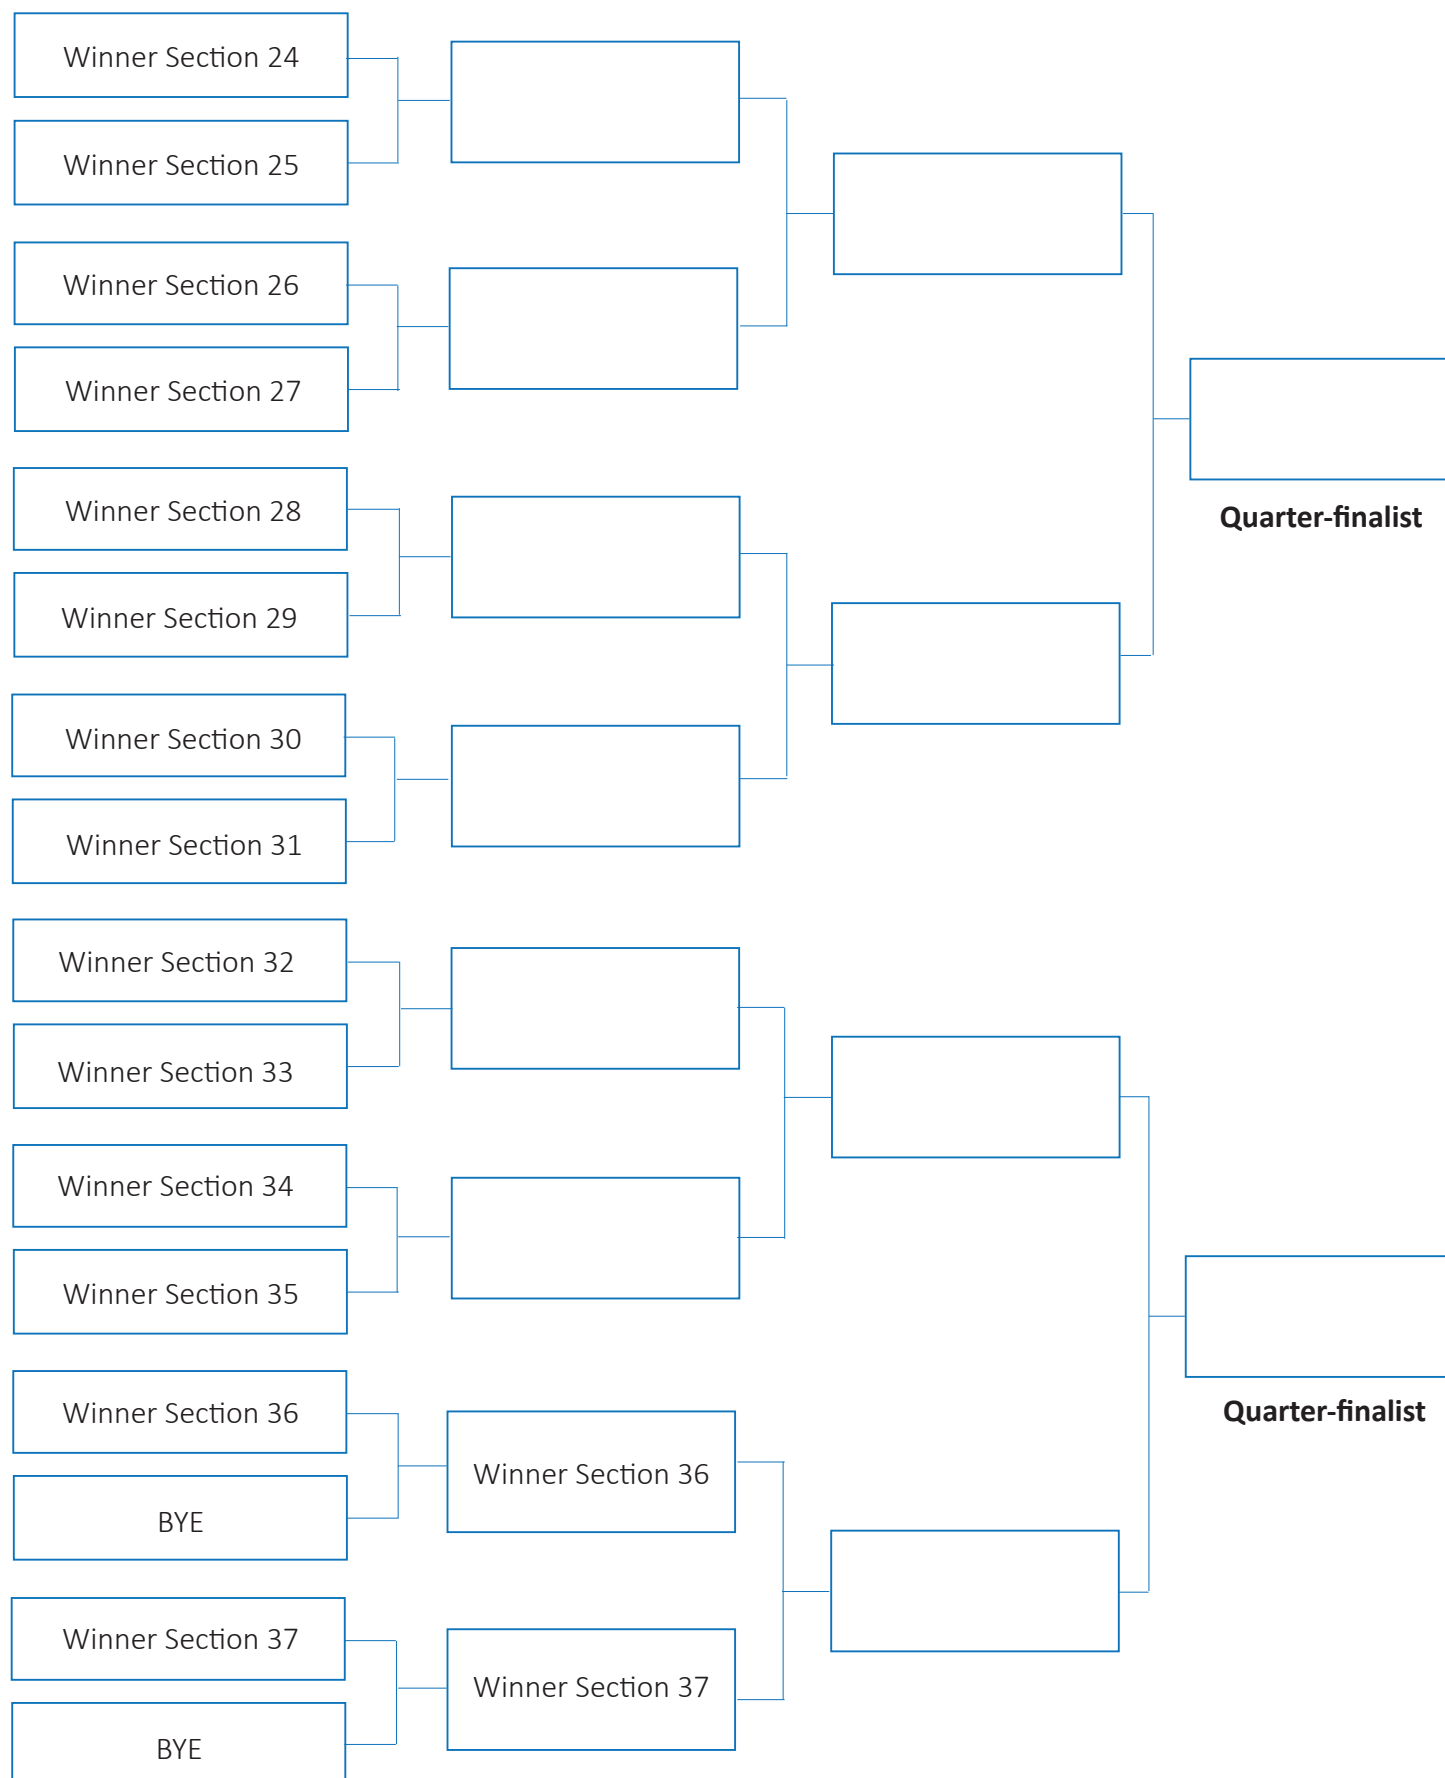 Winner Section 24
Winner Section 25
Winner Section 26
Winner Section 27
Winner Section 28
Quarter-finalist
Winner Section 29
Winner Section 30
Winner Section 31
Winner Section 32
Winner Section 33
Winner Section 34
Winner Section 35
Winner Section 36
Quarter-finalist
Winner Section 36
BYE
Winner Section 37
Winner Section 37
BYE